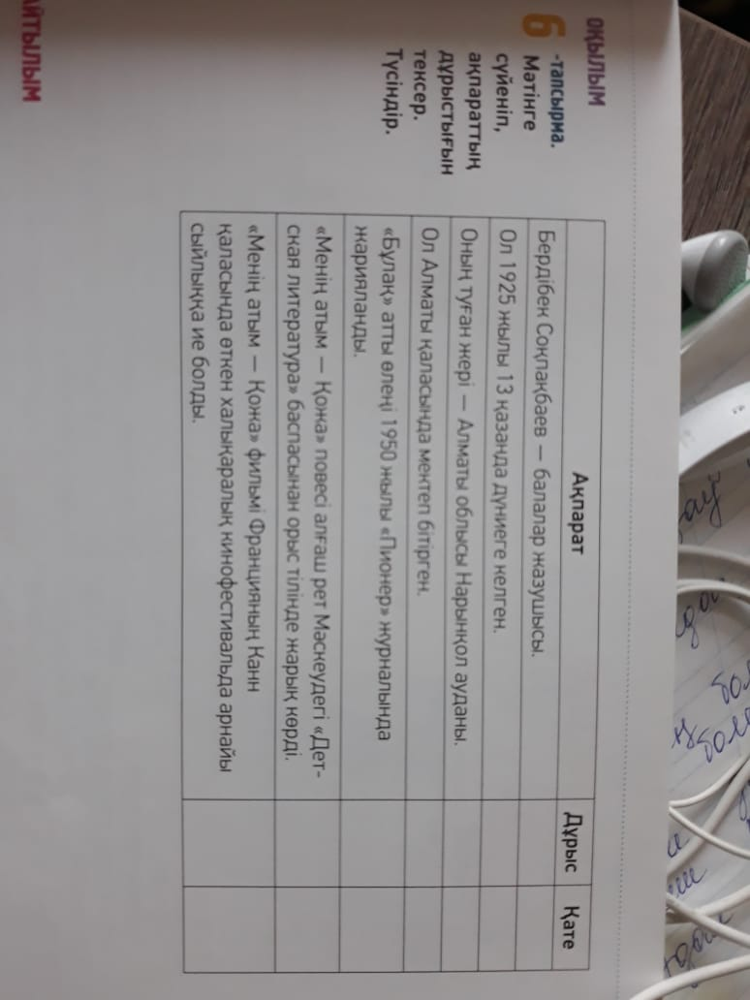 ОҚЫЛЫМ
6
-тапсырма.
Мәтінге
сүйеніп,
ақпараттың
дұрыстығын
тексер.
Түсіндір.
Ақпарат Дұрыс Қате
Бердібек Соқпақбаев — балалар жазушысы.
Ол 1925 жылы 13 қазанда дүниеге келген.
Оның туған жері — Алматы облысы Нарынқол ауданы.
Ол Алматы қаласында мектеп бітірген.
«Бұлақ» атты өлеңі 1950 жылы «Пионер» журналында
жарияланды.
«Менің атым — Қожа» повесі алғаш рет Мәскеудегі «Дет-
ская литература» баспасынан орыс тілінде жарық көрді.
«Менің атым — Қожа» фильмі Францияның Канн
қаласында өткен халықаралық кинофестивальда арнайы
сыйлыққа ие болды.
АЙТЫЛЫМ